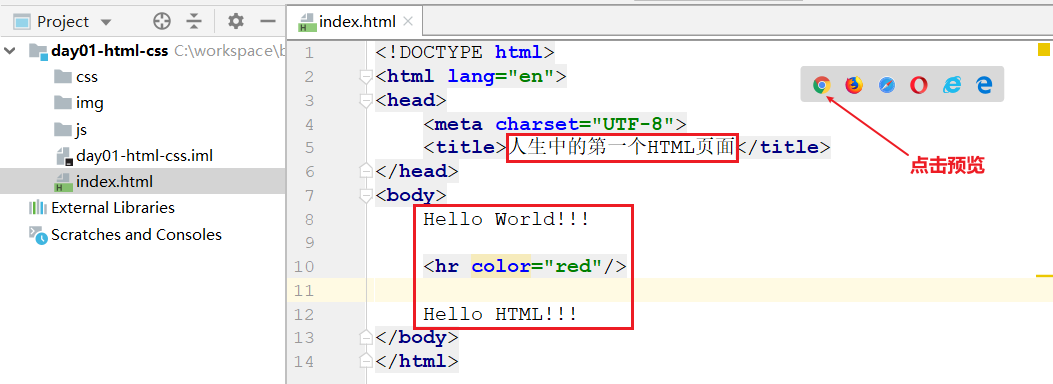 Project
index.html
day01-html-css C:\workspace\b
css
img
js
day01-html-css.iml
index.html
External Libraries
Scratches and Consoles
1 <!DOCTYPE html>
2 <html lang="en">
3 <head>
4 <meta charset="UTF-8">
5 <title>人生中的第一个HTML页面</title>
6 </head>
7 <body>
8 Hello World!!!
9
10 <hr color="red"/>
11
12 Hello HTML!!!
13 </body>
14 </html>
点击预览